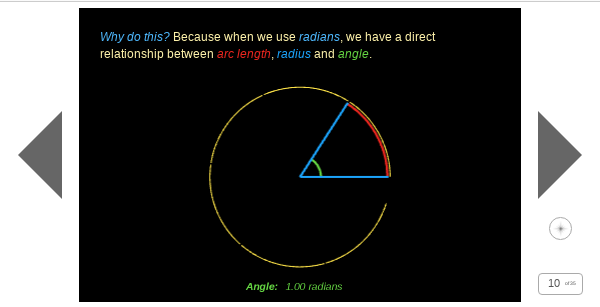 Why do this? Because when we use radians, we have a direct
relationship between arc length, radius and angle.
Angle: 1.00 radians
10 of 35